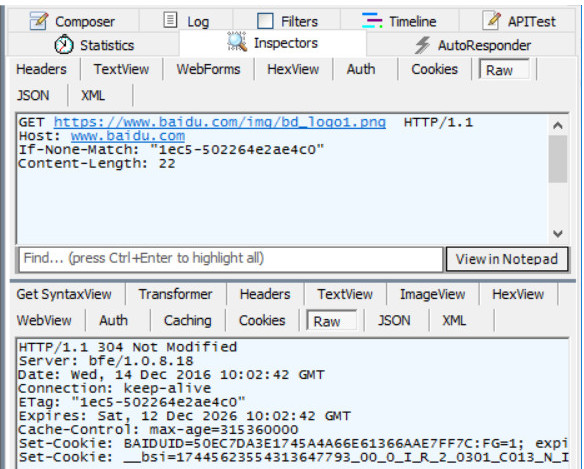 Composer Log Filters Timeline APITest
Statistics Inspectors AutoResponder
Headers TextView WebForms HexView Auth Cookies Raw
JSON XML
GET https://www.baidu.com/img/bd_logo1.png HTTP/1.1
Host: www.baidu.com
If-None-Match: "1ec5-502264e2ae4c0"
Content-Length: 22
Find... (press Ctrl+Enter to highlight all) View in Notepad
Get SyntaxView Transformer Headers TextView ImageView HexView
WebView Auth Caching Cookies Raw JSON XML
HTTP/1.1 304 Not Modified
Server: bfe/1.0.8.18
Date: Wed, 14 Dec 2016 10:02:42 GMT
Connection: keep-alive
ETag: "1ec5-502264e2ae4c0"
Expires: Sat, 12 Dec 2026 10:02:42 GMT
Cache-Control: max-age=315360000
Set-Cookie: BAIDUID=50EC7DA3E1745A4A66E61366AAE7FF7C:FG=1; expi
Set-Cookie: __bsi=17445623554313647793_00_0_I_R_2_0301_C013_N_I